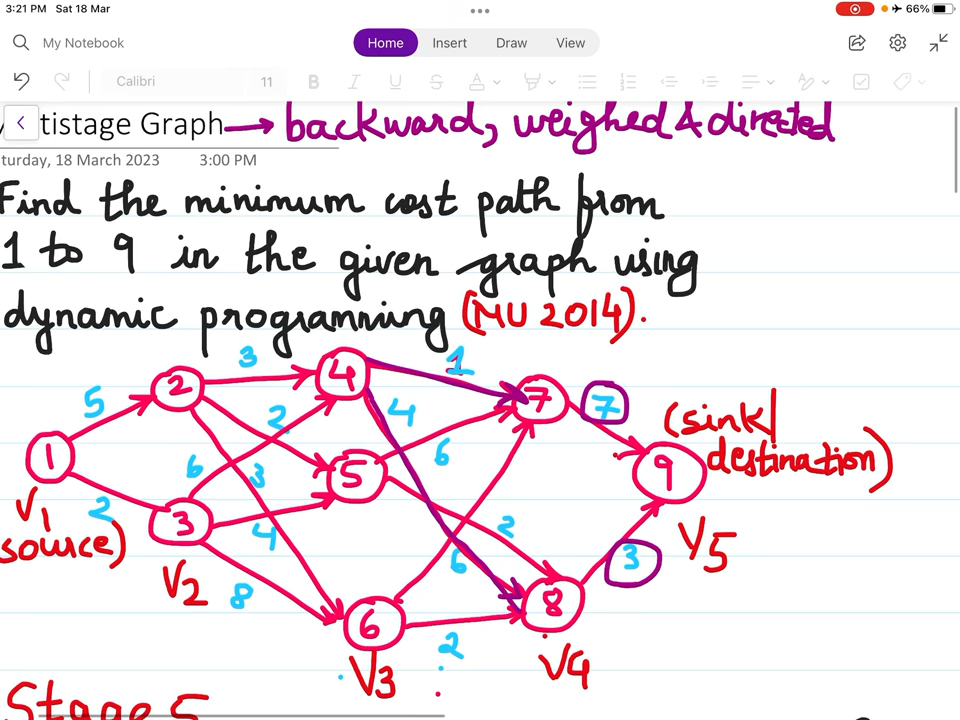 3:21 PM Sat 18 Mar
66%
My Notebook
Home Insert Draw View
Calibri 11 B I U S A
tistage Graph → backward, weighed & directed
turday, 18 March 2023 3:00 PM
Find the minimum cost path from
1 to 9 in the given graph using
dynamic programming (MU 2014).
3 4 1
2 7 7
5 2 4 (sink/
1 6 3 5 6 9 destination)
V1 2 3 4 2 V5
source) V2 8 6 3
6 8
2
V3 V4
Stage 5